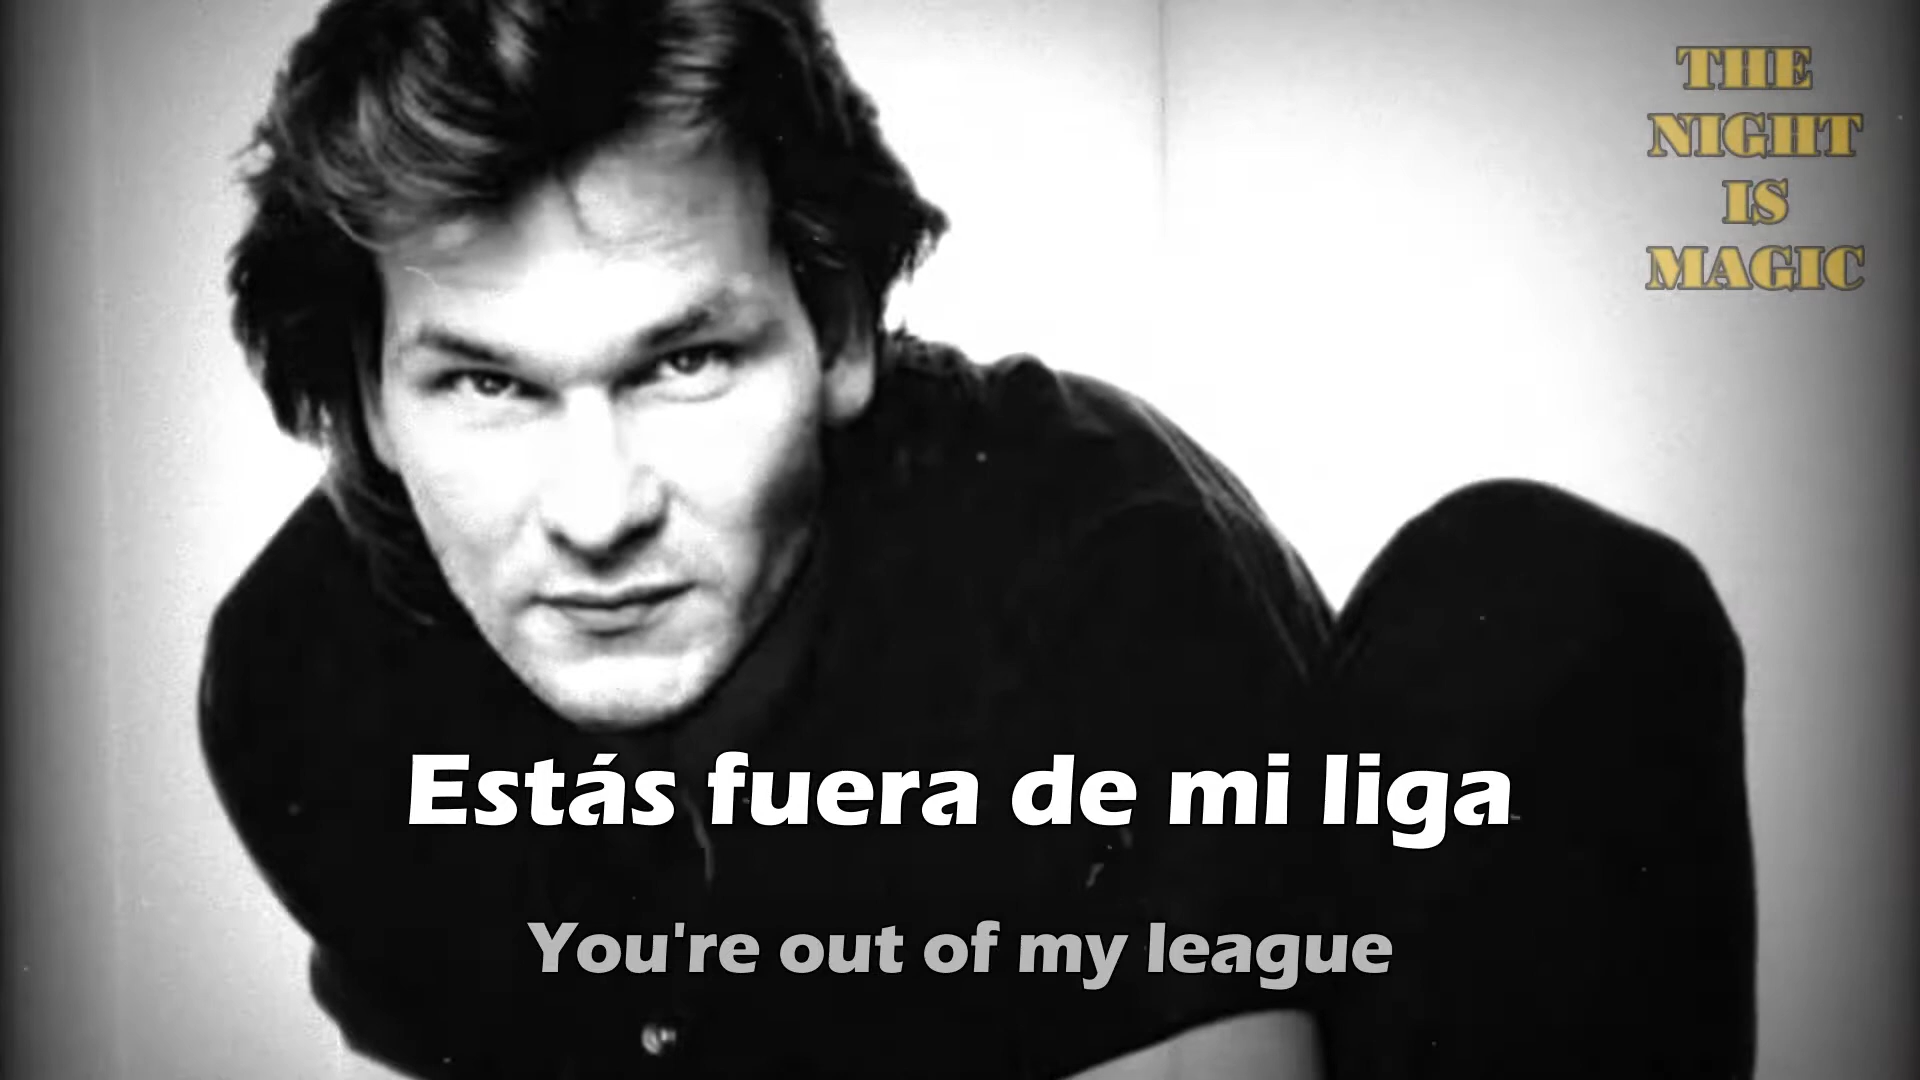 THE
NIGHT
IS
MAGIC
Estás fuera de mi liga
You're out of my league